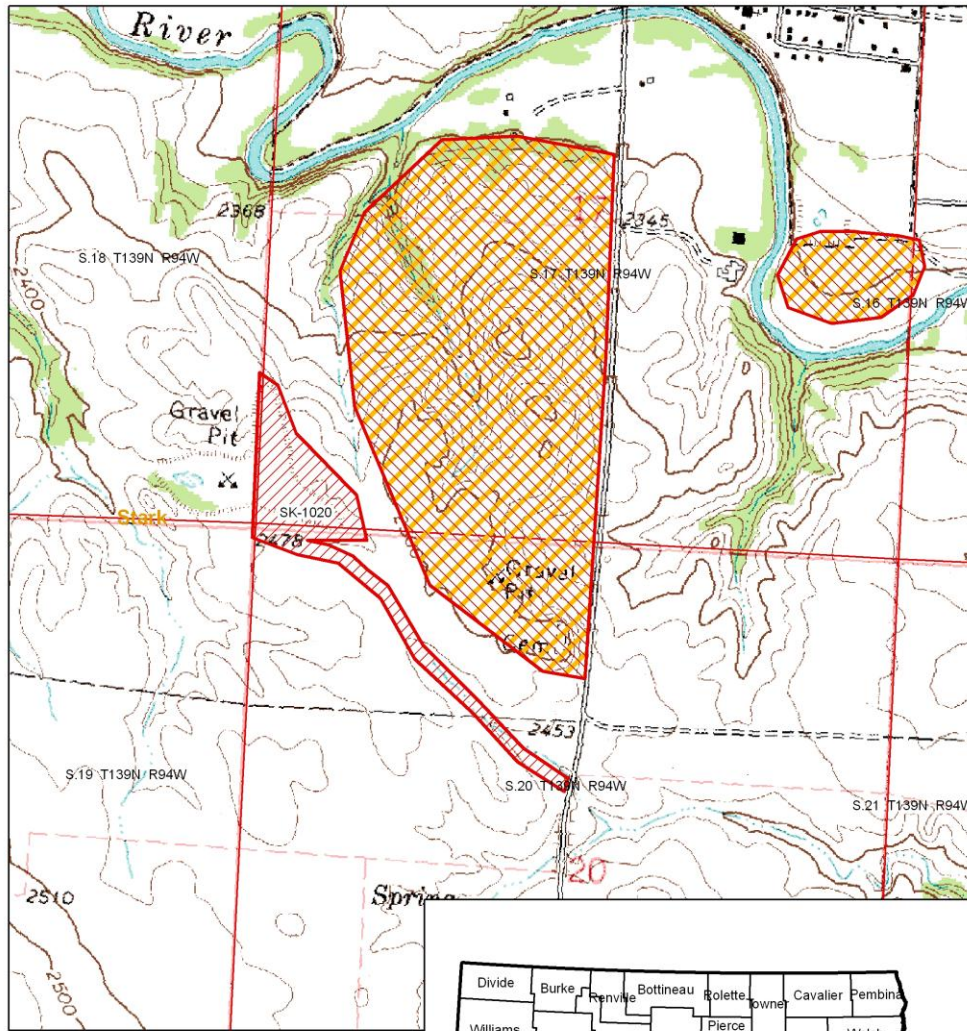 River
17
2368
2345
S.18 T139N R94W
S.17 T139N R94W
2400
S.16 T139N R94W
Gravel
Pit
SK-1020
Stark
2478
Gravel
Pit
Cem
2453
S.19 T139N R94W
S.20 T139N R94W
S.21 T139N R94W
20
2510
Spring
2500
Divide
Burke
Renville
Bottineau
Rolette
Towner
Cavalier
Pembina
Williams
Pierce